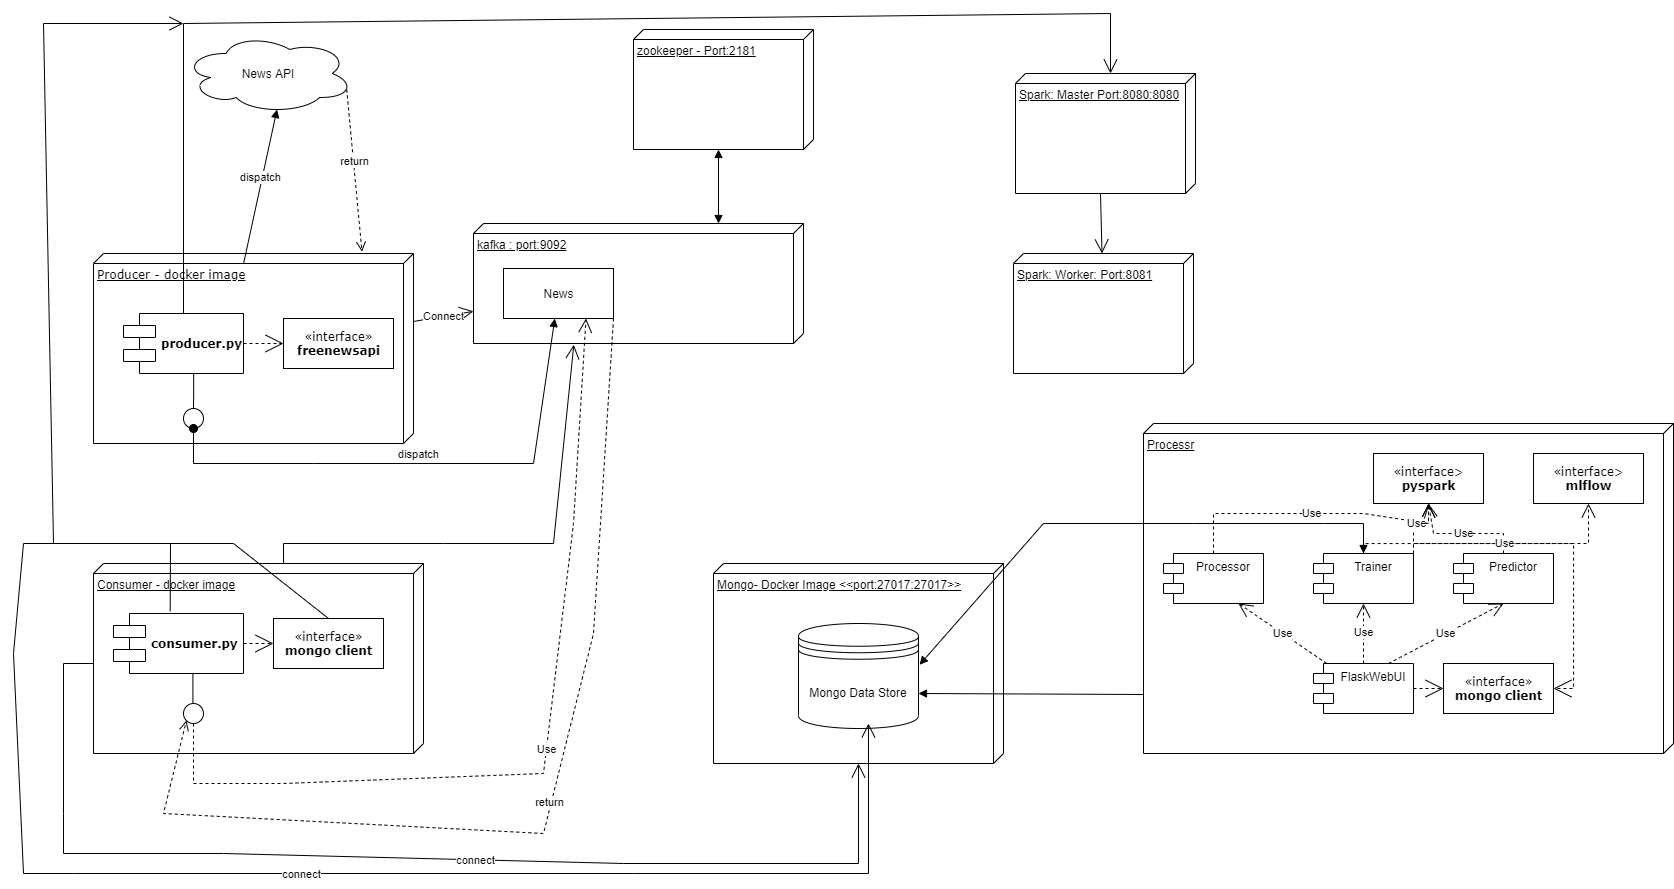 zookeeper - Port:2181
News API
Spark: Master Port:8080:8080
return
dispatch
kafka : port:9092
Producer - docker image
Spark: Worker: Port:8081
News
Connect
«interface»
freenewsapi
producer.py
dispatch
Processr
«interface>
pyspark
«interface>
mlflow
Use
Use
Use
Use
Processor
Trainer
Predictor
Consumer - docker image
Mongo- Docker Image <<port:27017:27017>>
Use
Use
Use
«interface»
mongo client
consumer.py
FlaskWebUI
«interface»
mongo client
Mongo Data Store
Use
return
connect
connect